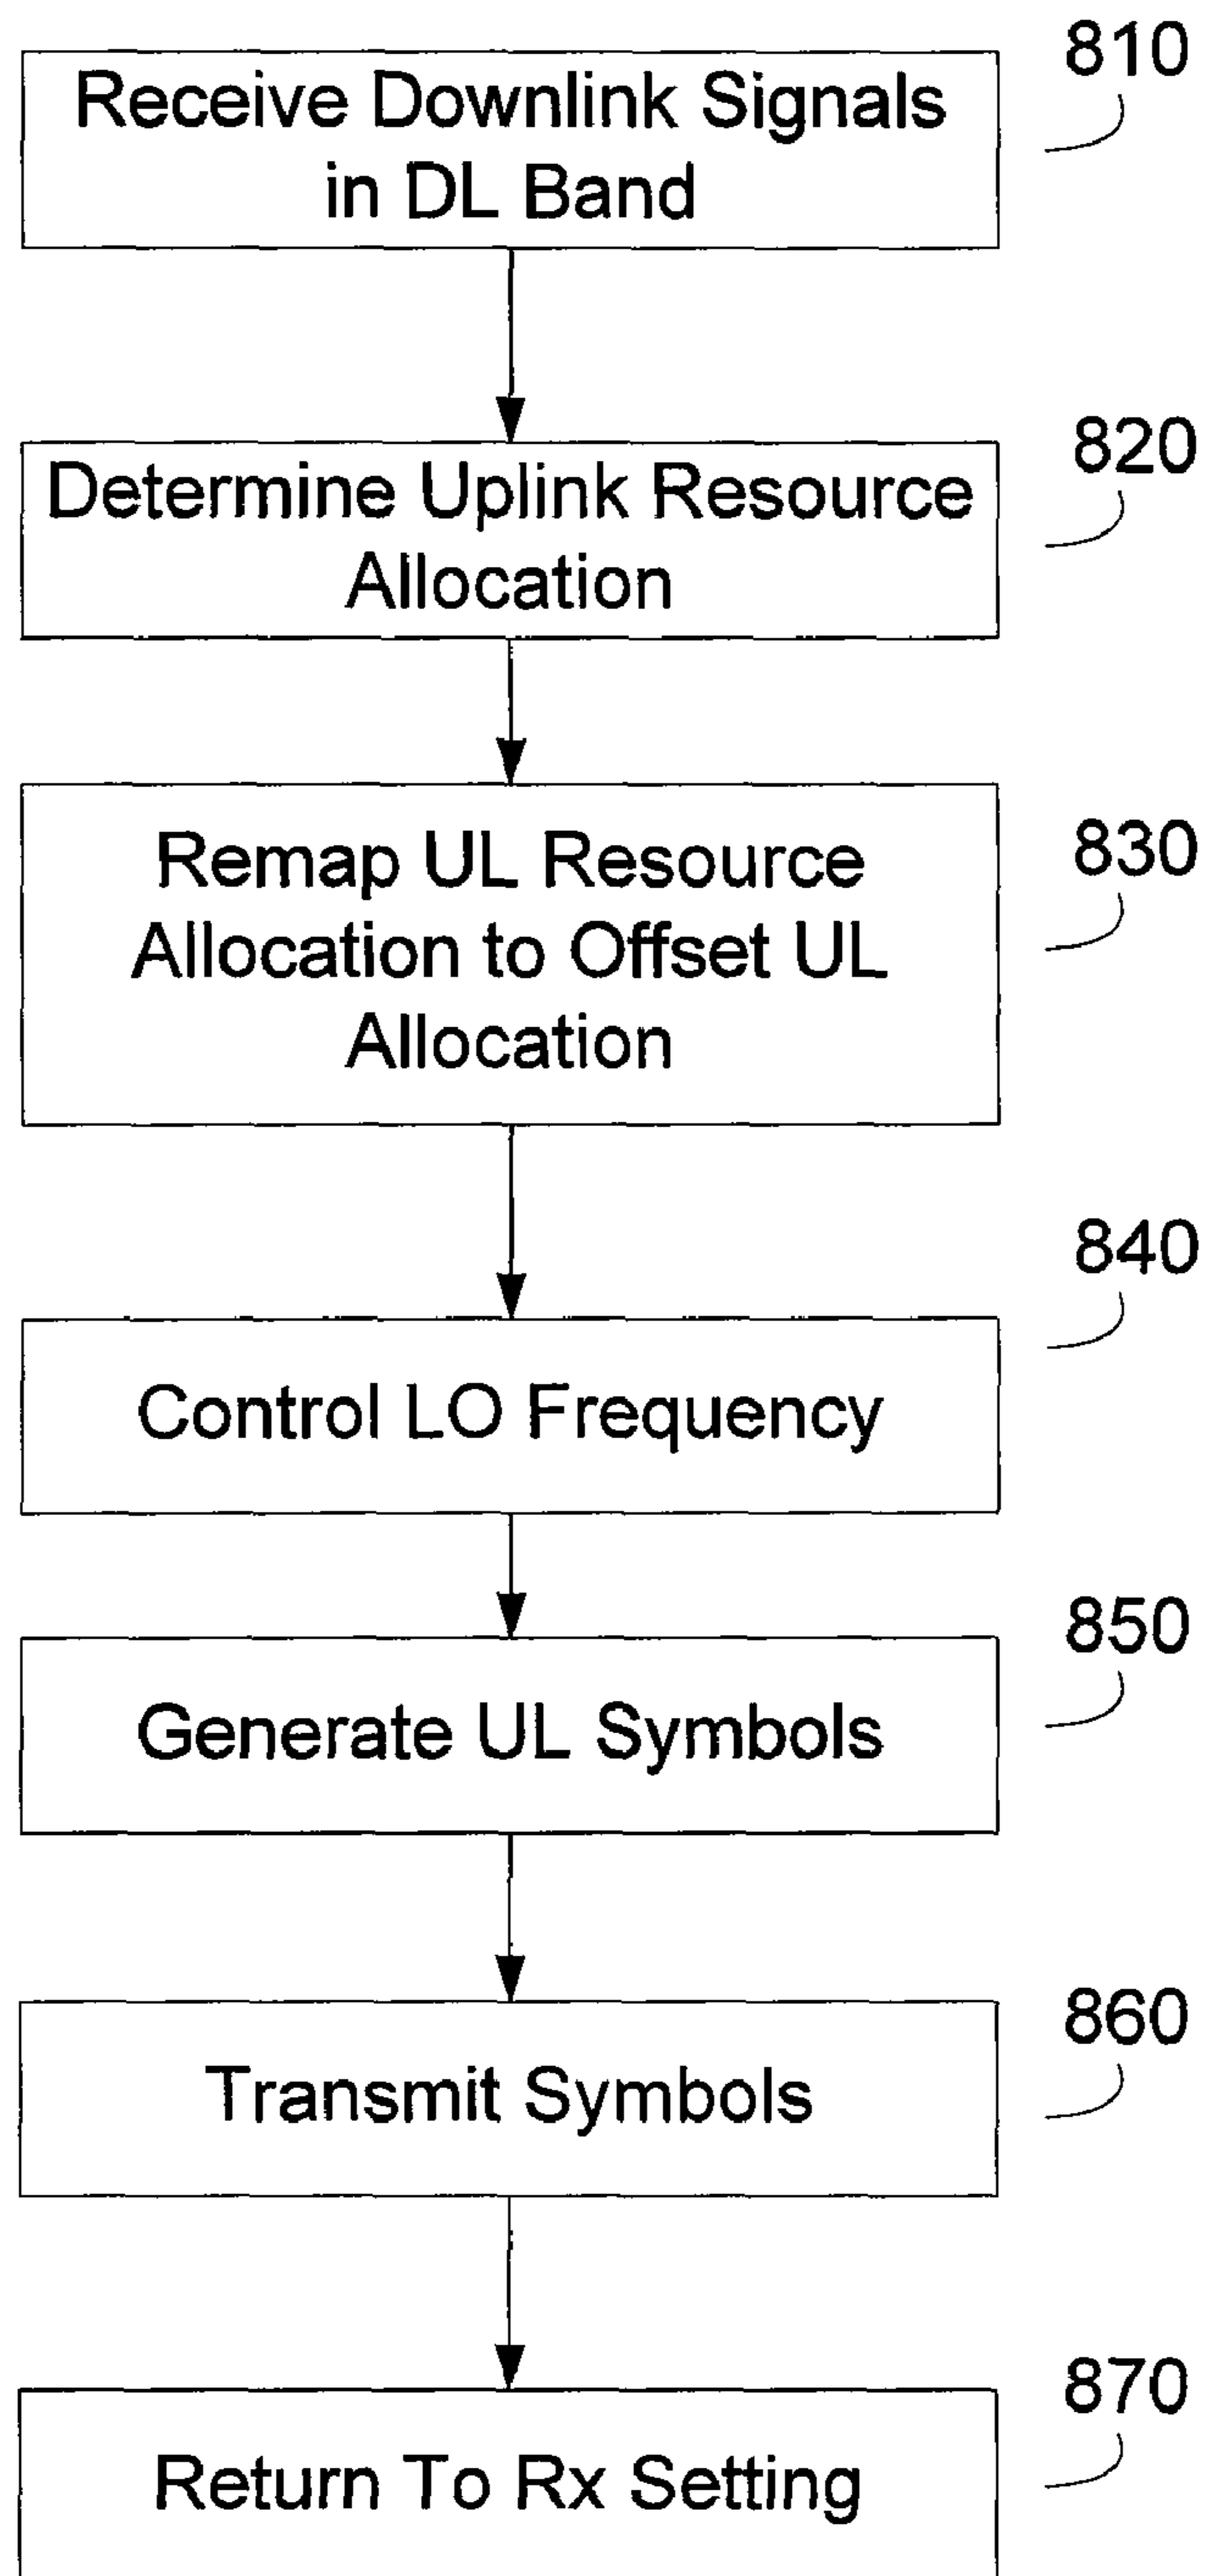 810
Receive Downlink Signals
in DL Band
820
Determine Uplink Resource
Allocation
830
Remap UL Resource
Allocation to Offset UL
Allocation
840
Control LO Frequency
850
Generate UL Symbols
860
Transmit Symbols
870
Return To Rx Setting